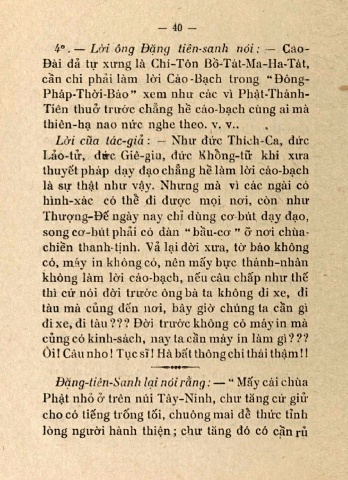 — 40 —
4º. — Lời ông Đặng tiên-sanh nói : — Cao-
Đài đả tự xưng là Chí-Tôn Bồ-Tát-Ma-Ha-Tát,
cần chi phải làm lời Cáo-Bạch trong “Đông-
Pháp-Thời-Báo” xem như các vì Phật-Thánh-
Tiên thuở trước chẳng hề cáo-bạch cùng ai mà
thiên-hạ nao nức nghe theo. v. v..
Lời của tác-giả : — Như đức Thích-Ca, đức
Lão-tử, đức Giê-giu, đức Khổng-tữ khi xưa
thuyết pháp dạy đạo chẳng hề làm lời cáo-bạch
là sự thật như vậy. Nhưng mà vì các ngài có
hình-xác có thể đi được mọi nơi, còn như
Thượng-Đế ngày nay chỉ dùng cơ-bút dạy đạo,
song cơ-bút phải có đàn “bầu-cơ” ở nơi chùa-
chiền thanh-tịnh. Vả lại đời xưa, tờ báo không
có, máy in không có, nên mấy bực thánh-nhân
không làm lời cáo-bạch, nếu câu chấp như thế
thì cứ nói đời trước ông bà ta không đi xe, đi
tàu mà củng đến nơi, bây giờ chúng ta cần gì
đi xe, đi tàu ??? Đời trước không có máy in mà
củng có kinh-sách, nay ta cần máy in làm gì ???
Ôi! Câu nho ! Tục sĩ ! Hà bất thông chi thái thậm !!
Đặng-tiên-Sanh lại nói rằng : — “ Mấy cái chùa
Phật nhỏ ở trên núi Tây-Ninh, chư tăng cứ giử
cho có tiếng trống tối, chuông mai để thức tỉnh
lòng người hành thiện ; chư tăng đó có cần rủ